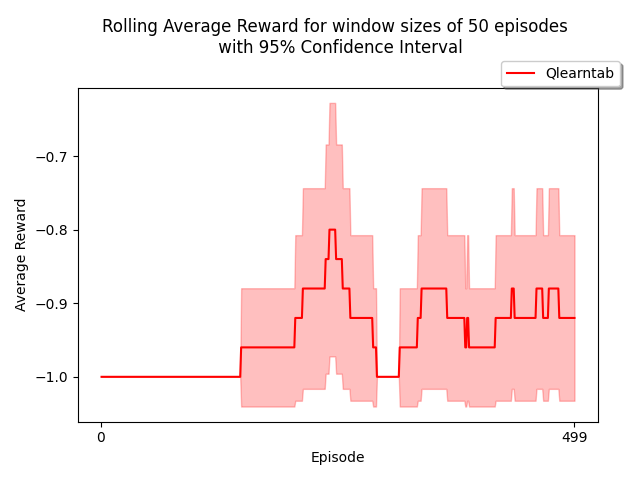 Rolling Average Reward for window sizes of 50 episodes
with 95% Confidence Interval
Qlearntab
Average Reward
−0.7
−0.8
−0.9
−1.0
0
499
Episode